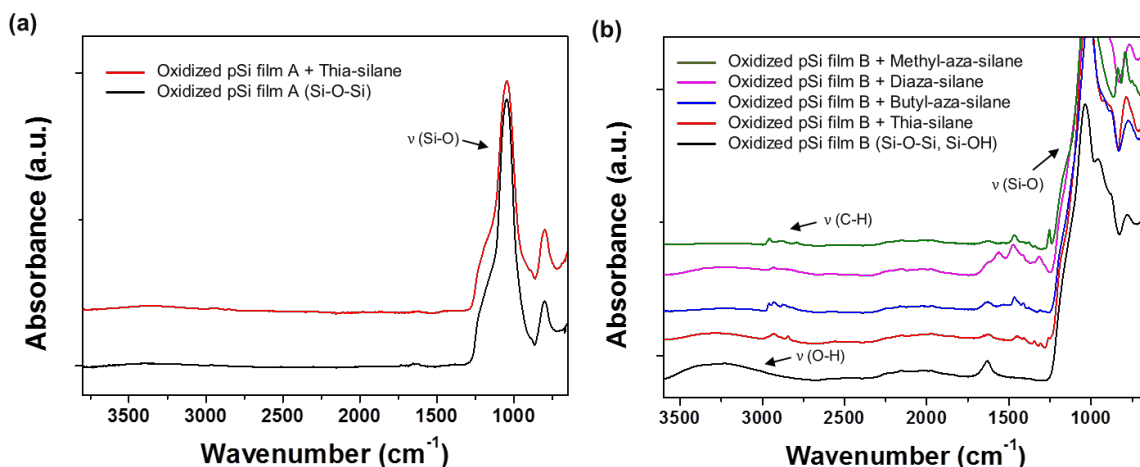 (a)
Oxidized pSi film A + Thia-silane
Oxidized pSi film A (Si-O-Si)
ν (Si-O)
Absorbance (a.u.)
3500 3000 2500 2000 1500 1000
Wavenumber (cm⁻¹)
(b)
Oxidized pSi film B + Methyl-aza-silane
Oxidized pSi film B + Diaza-silane
Oxidized pSi film B + Butyl-aza-silane
Oxidized pSi film B + Thia-silane
Oxidized pSi film B (Si-O-Si, Si-OH)
ν (Si-O)
ν (C-H)
ν (O-H)
Absorbance (a.u.)
3500 3000 2500 2000 1500 1000
Wavenumber (cm⁻¹)